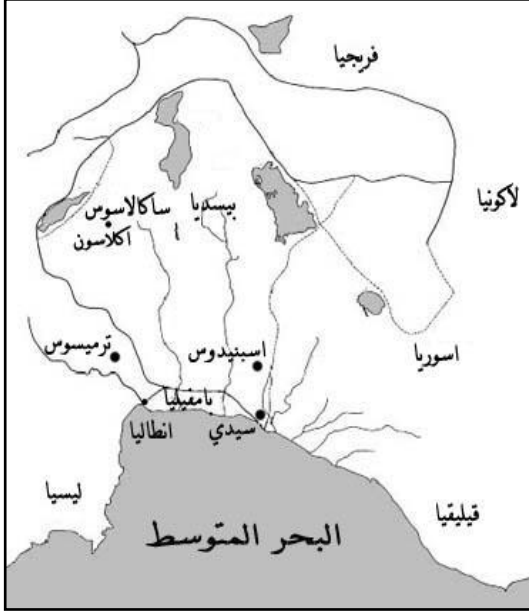 فريجيا
لاكونيا
بيسديا
ساكالاسوس
اكلاسون
اسوريا
ترميسوس
اسبنيدوس
بامفيليا
سيدي
انطاليا
ليسيا
قيليقيا
البحر المتوسط